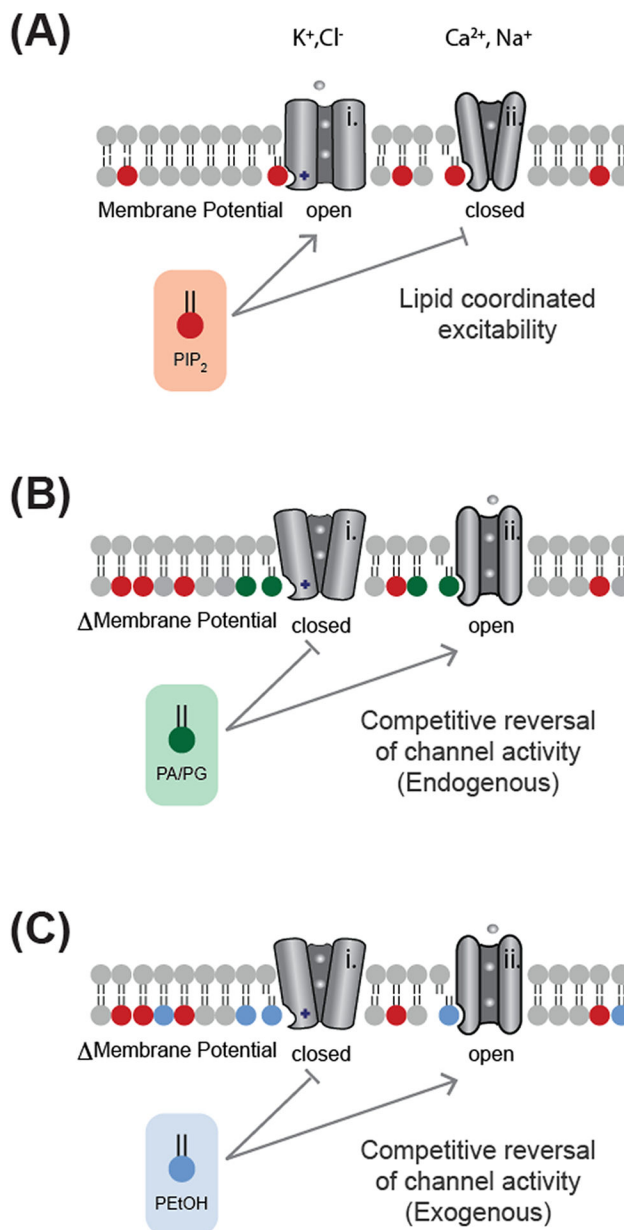 (A)
K⁺,Cl⁻ Ca²⁺, Na⁺
i. ii.
+
Membrane Potential open closed
Lipid coordinated
excitability
PIP₂
(B)
i. ii.
+
ΔMembrane Potential closed open
Competitive reversal
of channel activity
(Endogenous)
PA/PG
(C)
i. ii.
+
ΔMembrane Potential closed open
Competitive reversal
of channel activity
(Exogenous)
PEtOH